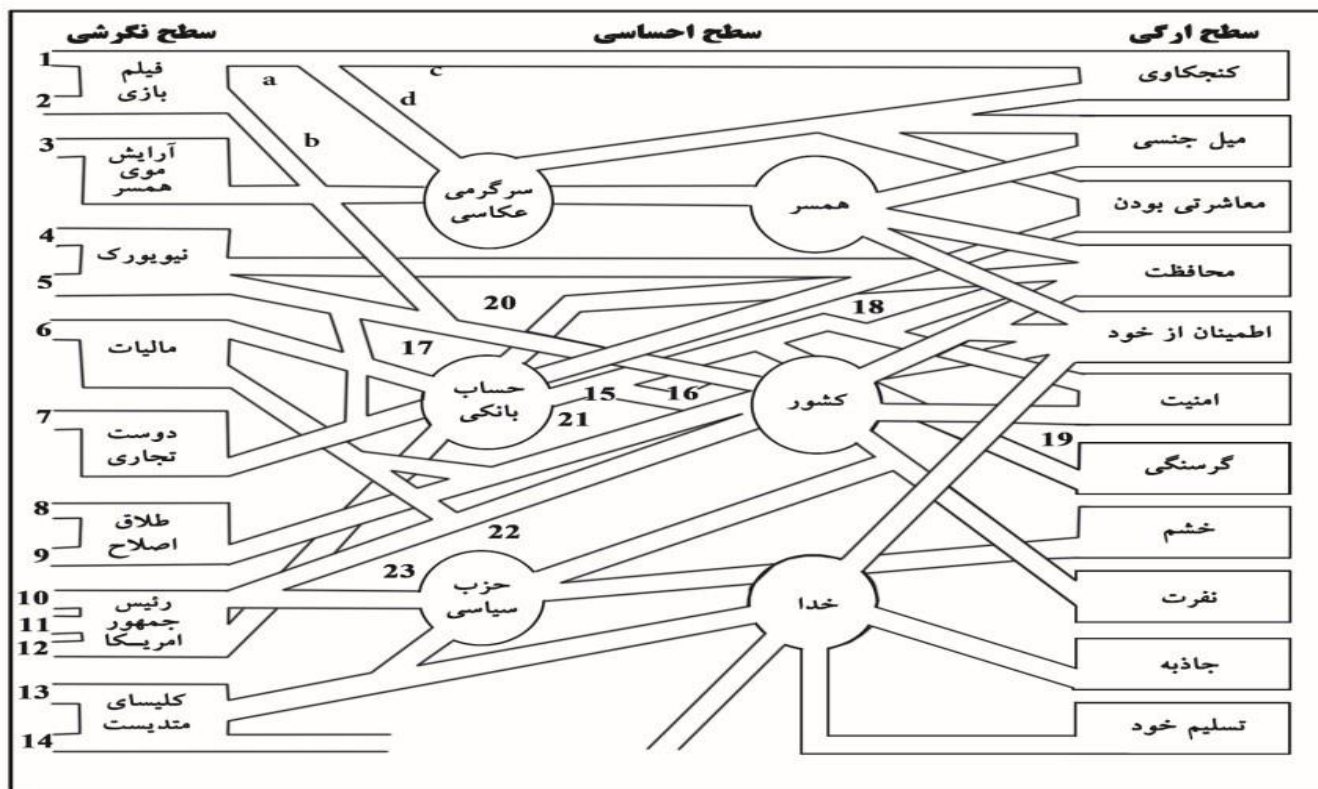 سطح ارگی
سطح احساسی
سطح نگرشی
کنجکاوی
میل جنسی
معاشرتی بودن
محافظت
اطمینان از خود
امنیت
گرسنگی
خشم
نفرت
جاذبه
تسلیم خود
همسر
کشور
خدا
سرگرمی
عکاسی
حساب
بانکی
حزب
سیاسی
فیلم
بازی
آرایش
موی
همسر
نیویورک
مالیات
دوست
تجاری
طلاق
اصلاح
رئیس
جمهور
امریکا
کلیسای
متدیست
1
2
3
4
5
6
7
8
9
10
11
12
13
14
a
b
c
d
15
16
17
18
19
20
21
22
23